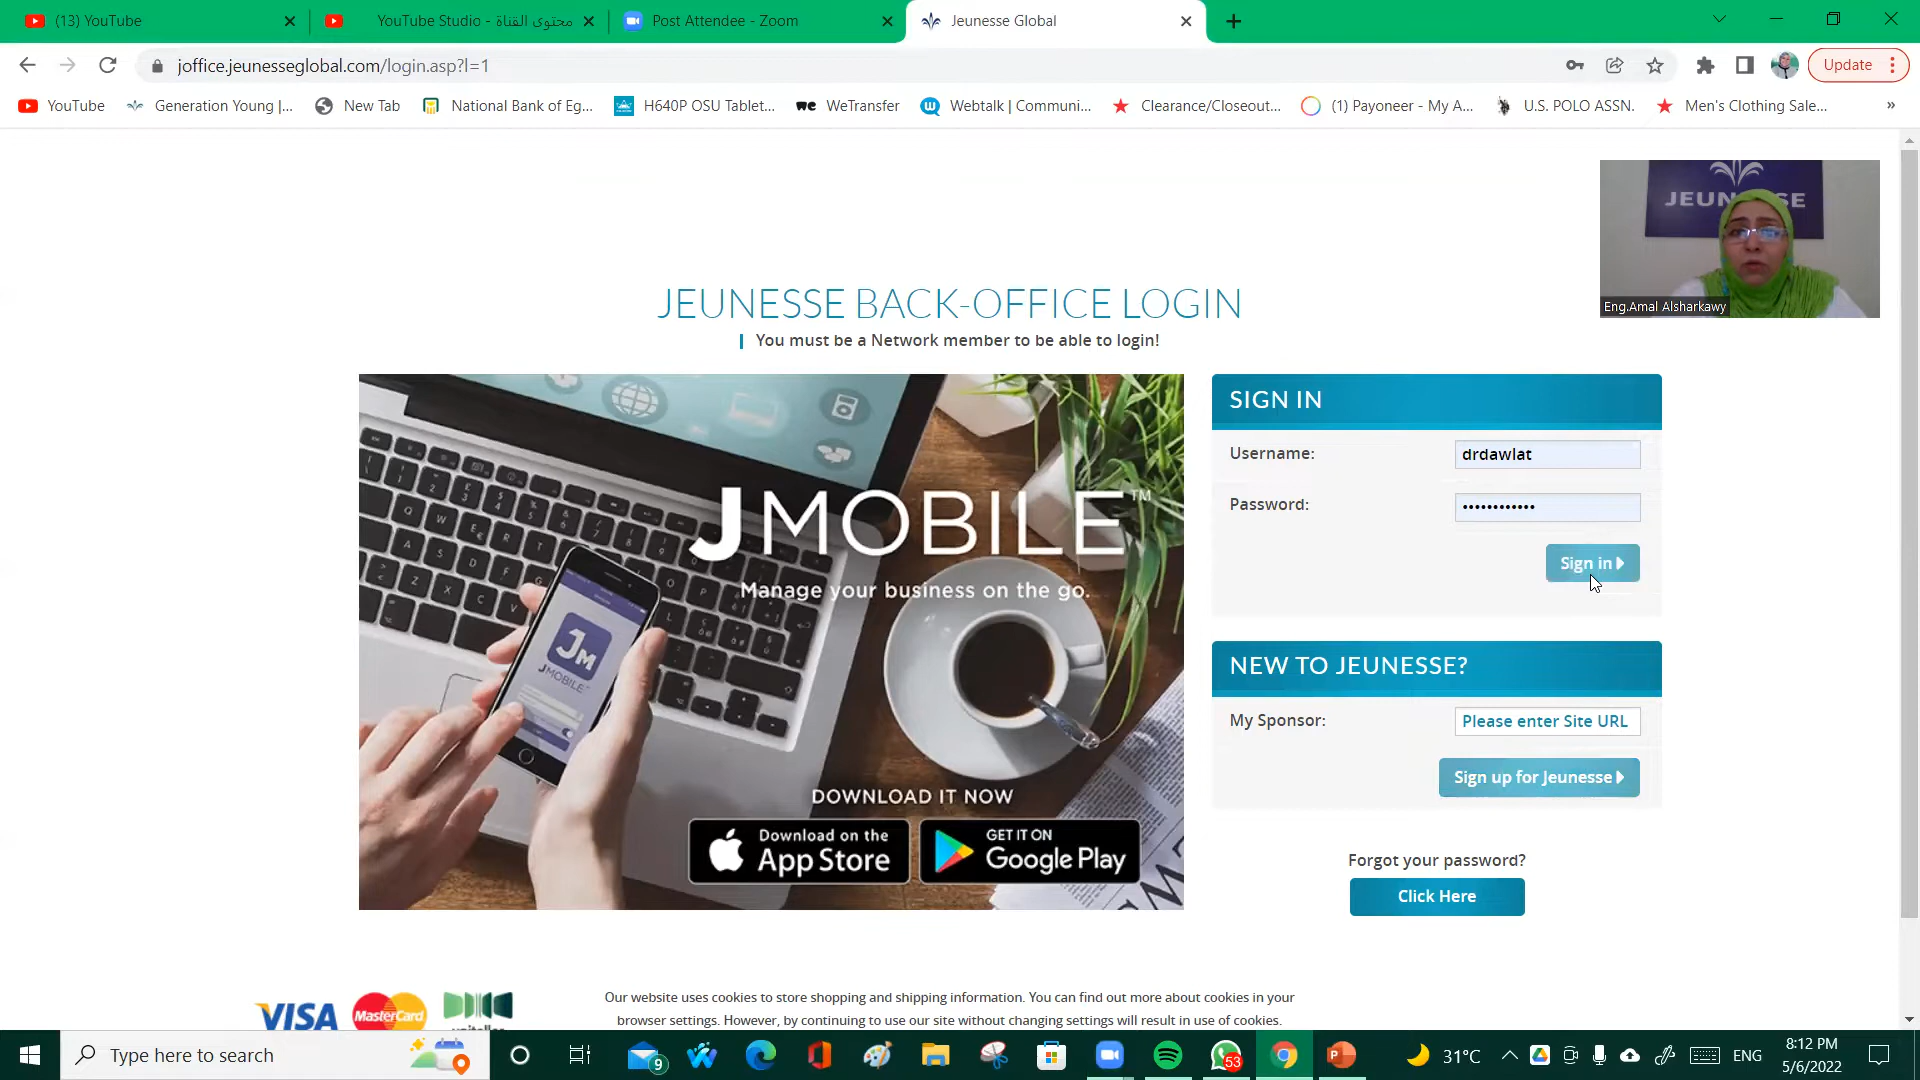 (13) YouTube
YouTube Studio - محتوى القناة
Post Attendee - Zoom
Jeunesse Global
joffice.jeunesseglobal.com/login.asp?l=1
Update
YouTube
Generation Young |...
New Tab
National Bank of Eg...
H640P OSU Tablet...
WeTransfer
Webtalk | Communi...
Clearance/Closeout...
(1) Payoneer - My A...
U.S. POLO ASSN.
Men's Clothing Sale...
Eng.Amal Alsharkawy
JEUNESSE BACK-OFFICE LOGIN
You must be a Network member to be able to login!
JMOBILE™
Manage your business on the go.
JM
JMOBILE
DOWNLOAD IT NOW
Download on the
App Store
GET IT ON
Google Play
SIGN IN
Username:
drdawlat
Password:
••••••••••••
Sign in
NEW TO JEUNESSE?
My Sponsor:
Please enter Site URL
Sign up for Jeunesse
Forgot your password?
Click Here
VISA
MasterCard
Our website uses cookies to store shopping and shipping information. You can find out more about cookies in your
browser settings. However, by continuing to use our site without changing settings will result in use of cookies.
Type here to search
9
53
31°C
ENG
8:12 PM
5/6/2022